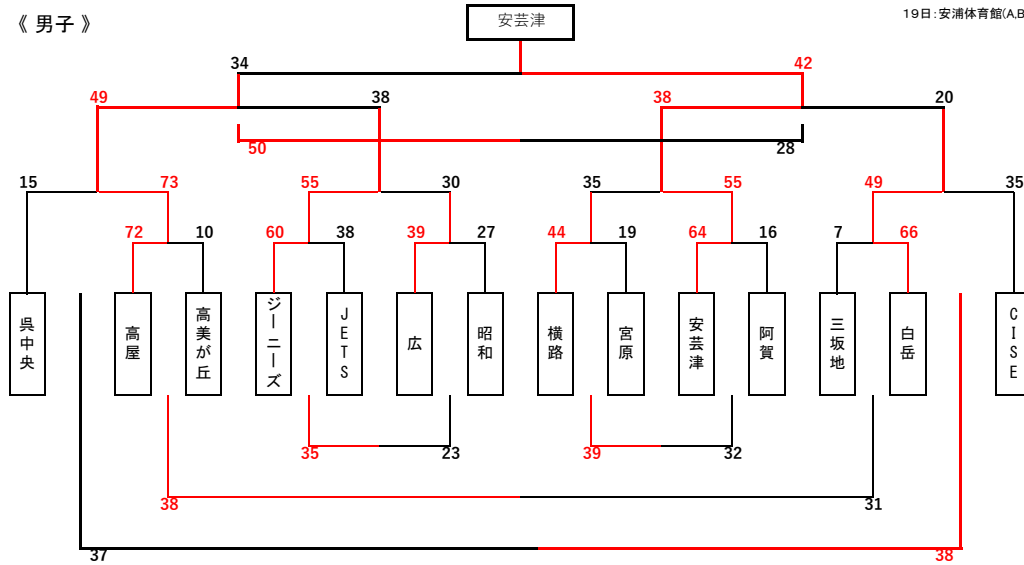 《 男子 》
安芸津
19日:安浦体育館(A,B
34 42
49 38 38 20
50 28
15 73 55 30 35 55 49 35
72 10 60 38 39 27 44 19 64 16 7 66
呉中央
高屋
高美が丘
ジーニーズ
JETS
広
昭和
横路
宮原
安芸津
阿賀
三坂地
白岳
CISE
35 23 39 32
38 31
37 38